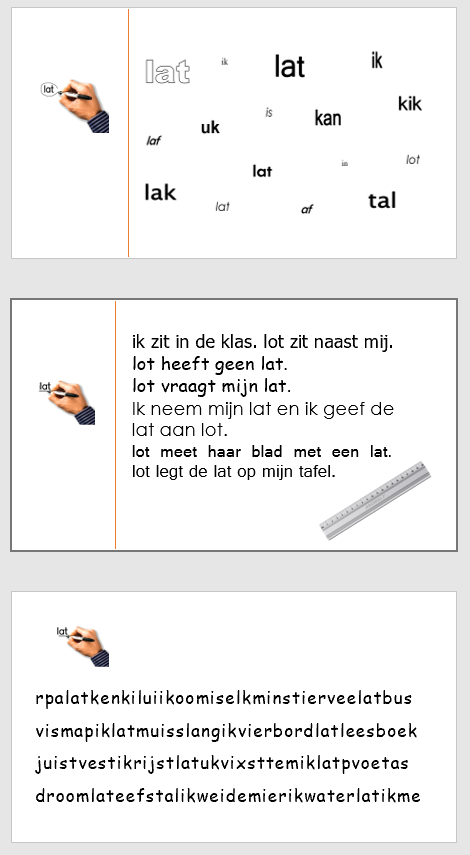 lat
lat ik lat ik
laf uk is kan kik
lat in lot
lak lat af tal
lat
ik zit in de klas. lot zit naast mij.
lot heeft geen lat.
lot vraagt mijn lat.
Ik neem mijn lat en ik geef de
lat aan lot.
lot meet haar blad met een lat.
lot legt de lat op mijn tafel.
lat
rpalatkenkiluiikoomiselkminstierveelatbus
vismapiklatmuisslangikvierbordlatleesboek
juistvestikrijstlatukvixsttemiklatpvoetas
droomlateefstalikweidemierikwaterlatikme